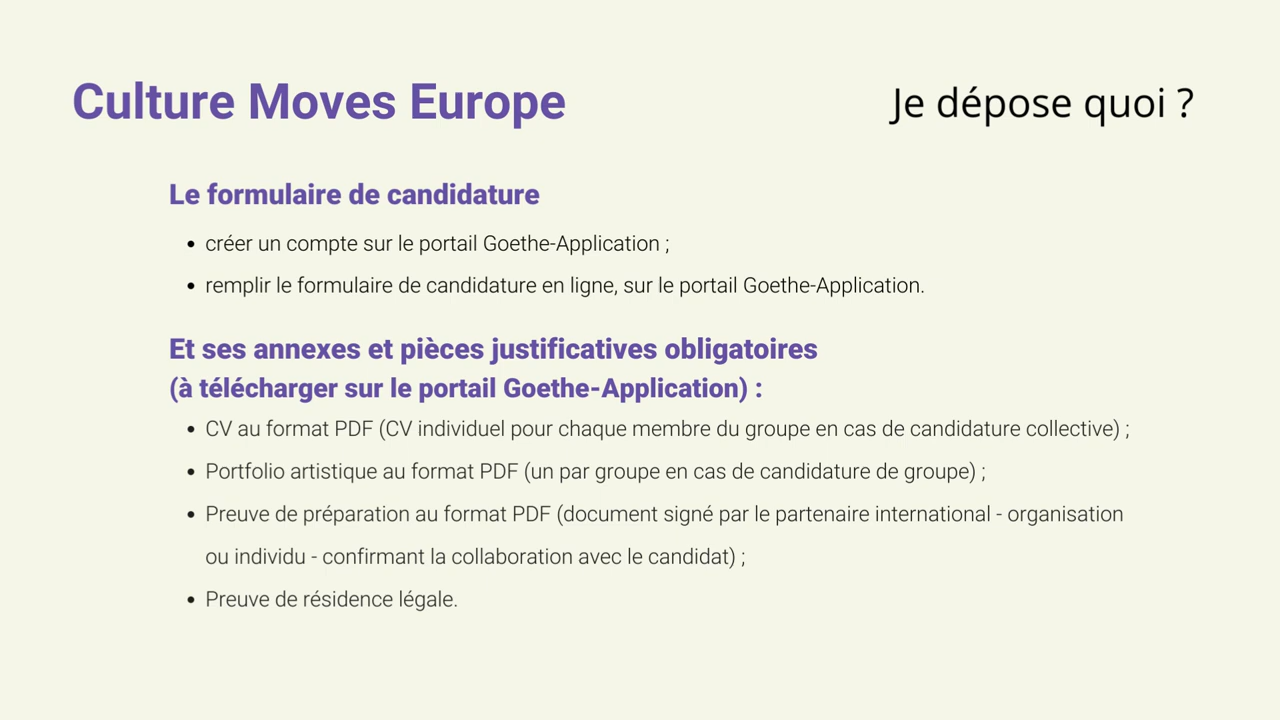 Culture Moves Europe
Je dépose quoi ?
Le formulaire de candidature
• créer un compte sur le portail Goethe-Application ;
• remplir le formulaire de candidature en ligne, sur le portail Goethe-Application.
Et ses annexes et pièces justificatives obligatoires
(à télécharger sur le portail Goethe-Application) :
• CV au format PDF (CV individuel pour chaque membre du groupe en cas de candidature collective) ;
• Portfolio artistique au format PDF (un par groupe en cas de candidature de groupe) ;
• Preuve de préparation au format PDF (document signé par le partenaire international - organisation
ou individu - confirmant la collaboration avec le candidat) ;
• Preuve de résidence légale.